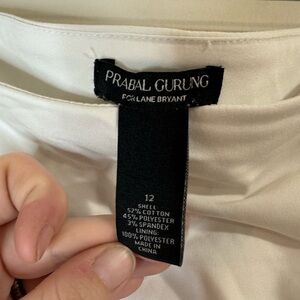 PRABAL GURUNG
FOR LANE BRYANT
12
SHELL
52% COTTON
45% POLYESTER
3% SPANDEX
LINING:
100% POLYESTER
MADE IN
CHINA